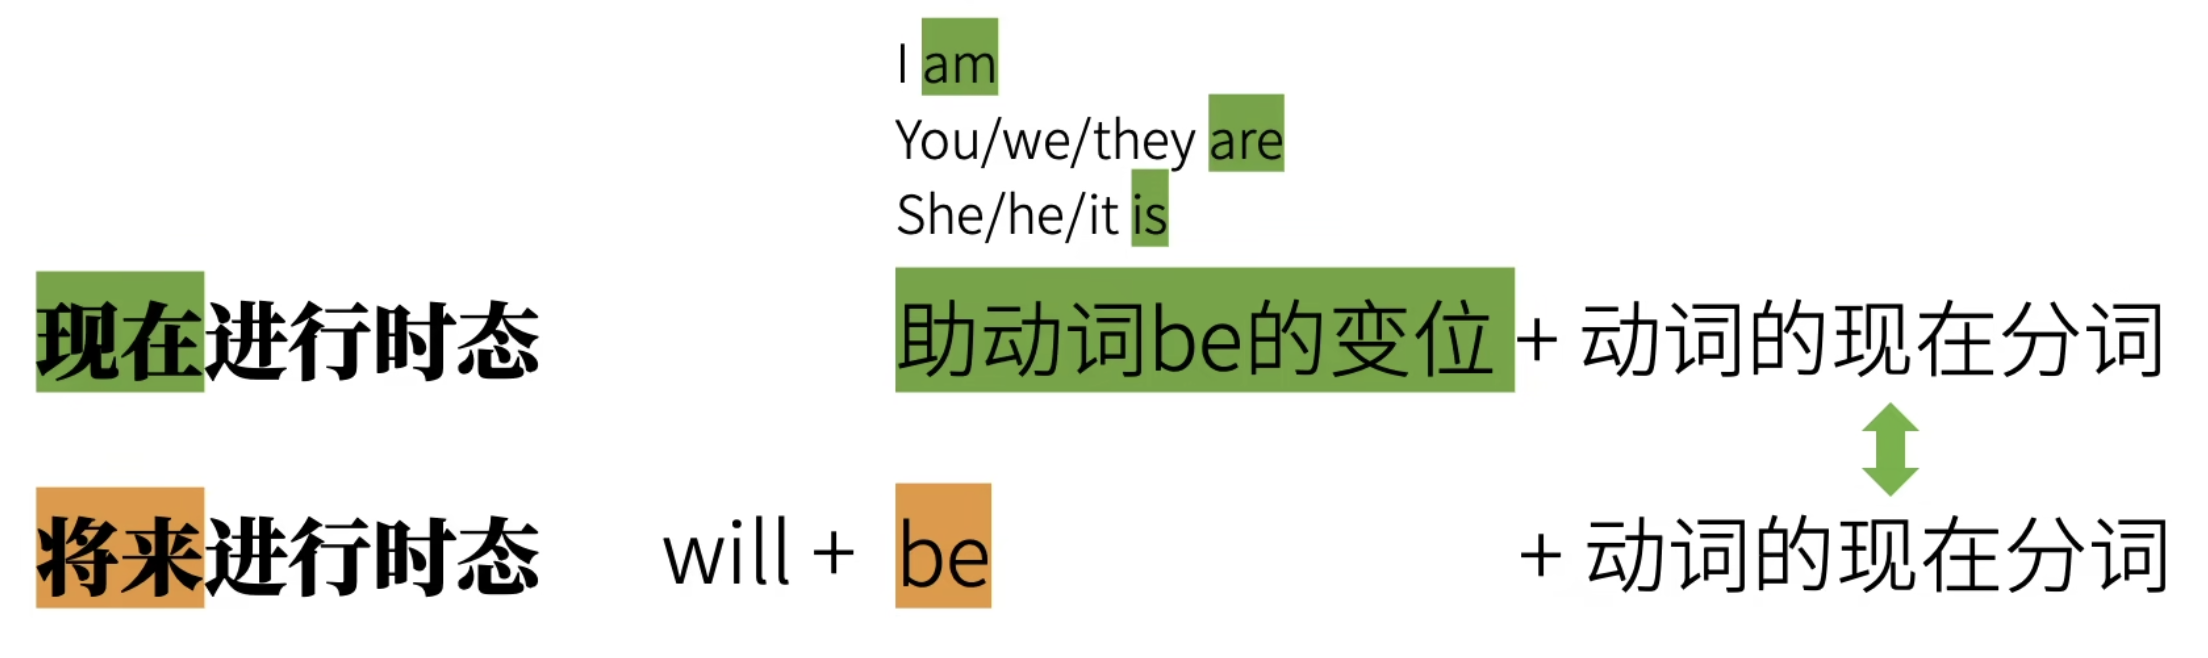 I am
You/we/they are
She/he/it is
现在进行时态 助动词be的变位 + 动词的现在分词
将来进行时态 will + be + 动词的现在分词